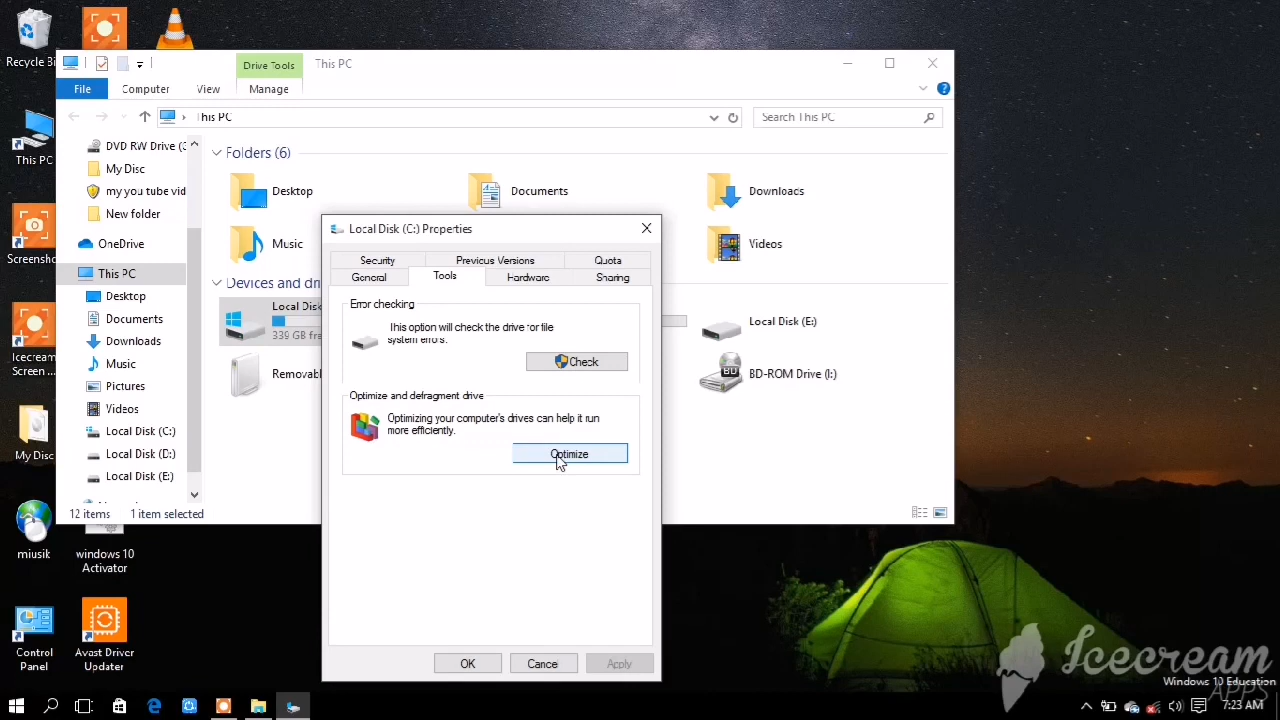 Recycle Bi
Drive Tools
This PC
File
Computer
View
Manage
This PC
Search This PC
DVD RW Drive (
My Disc
my you tube vid
New folder
OneDrive
This PC
Desktop
Documents
Downloads
Music
Pictures
Videos
Local Disk (C:)
Local Disk (D:)
Local Disk (E:)
Folders (6)
Desktop
Documents
Downloads
Music
Videos
Devices and dri
Local Disk
339 GB fre
Local Disk (E:)
Removabl
BD-ROM Drive (I:)
12 items
1 item selected
Local Disk (C:) Properties
Security
Previous Versions
Quota
General
Tools
Hardware
Sharing
Error checking
This option will check the drive for file
system errors.
Check
Optimize and defragment drive
Optimizing your computer's drives can help it run
more efficiently.
Optimize
OK
Cancel
Apply
This PC
Screensho
Icecream
Screen ...
My Disc
miusik
windows 10
Activator
Control
Panel
Avast Driver
Updater
BD
Icecream
APPS
Windows 10 Education
7:23 AM